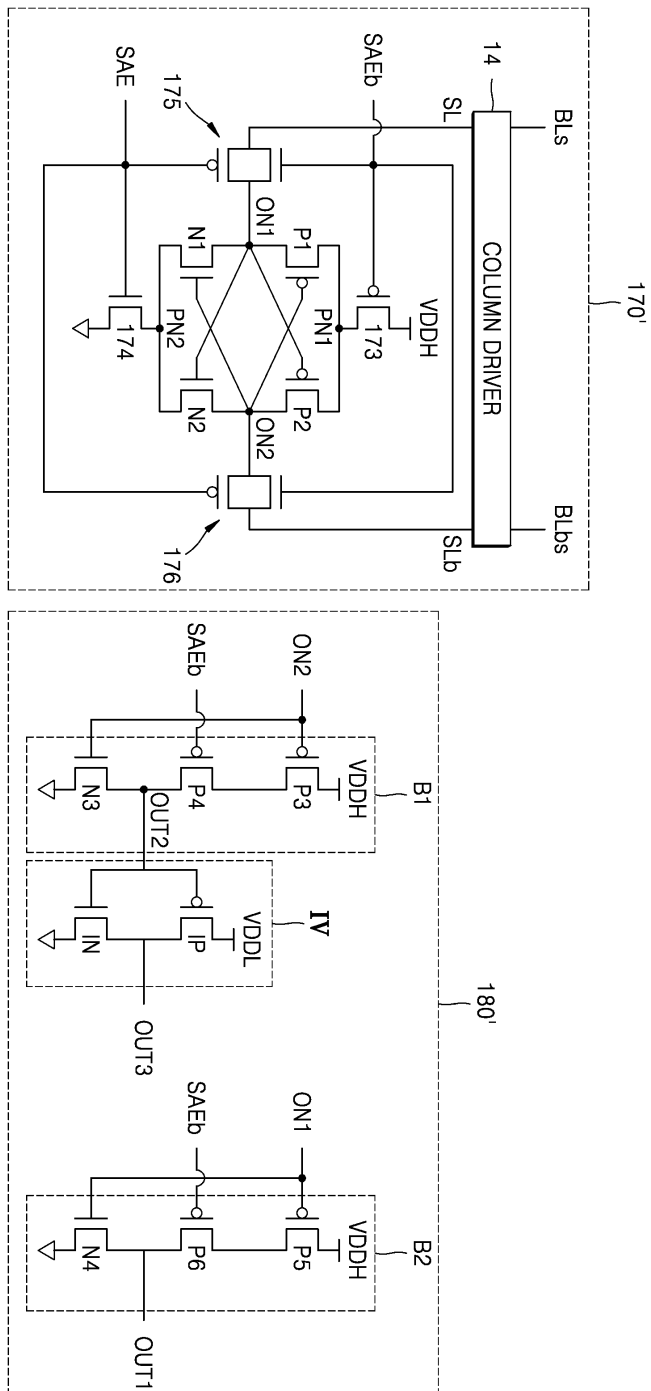 170'
BLs
BLbs
14
COLUMN DRIVER
SL
SLb
SAEb
VDDH
173
PN1
P1
P2
ON1
ON2
N1
N2
PN2
174
SAE
175
176
180'
B1
VDDH
ON2
P3
SAEb
P4
OUT2
N3
IV
VDDL
IP
IN
OUT3
B2
VDDH
ON1
P5
SAEb
P6
N4
OUT1